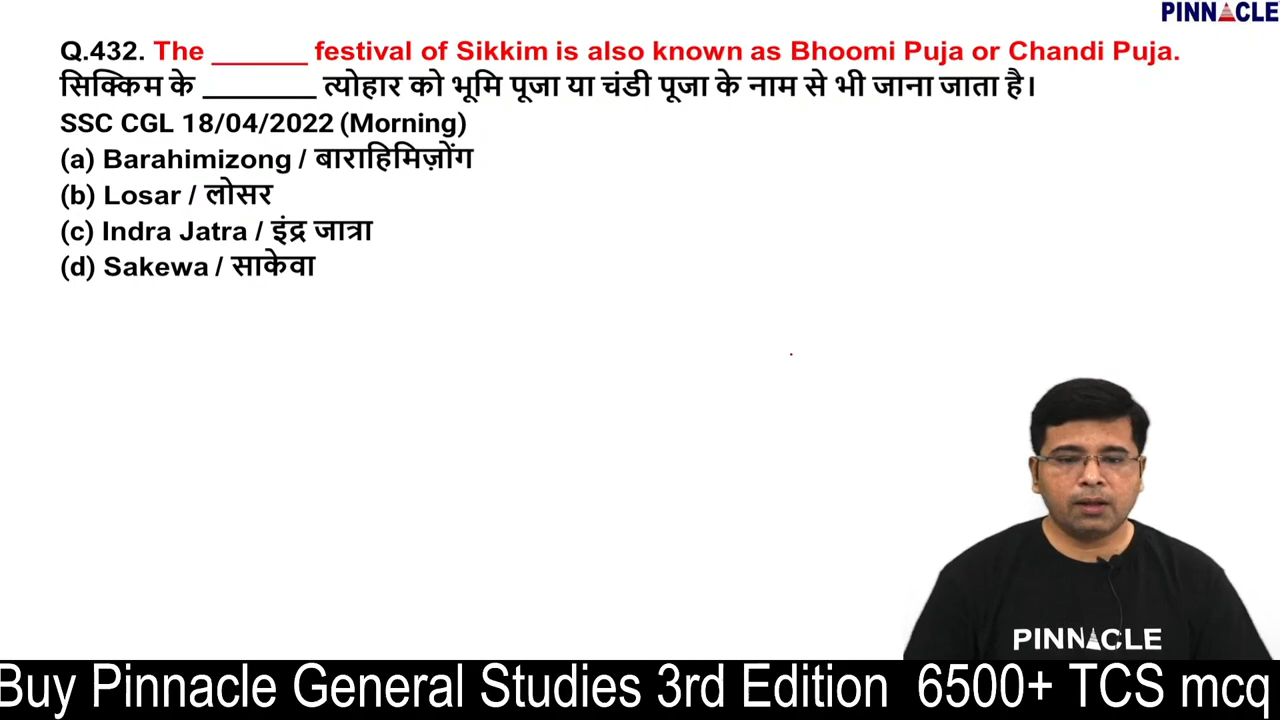 PINNACLE
Q.432. The ______ festival of Sikkim is also known as Bhoomi Puja or Chandi Puja.
सिक्किम के _______ त्योहार को भूमि पूजा या चंडी पूजा के नाम से भी जाना जाता है।
SSC CGL 18/04/2022 (Morning)
(a) Barahimizong / बाराहिमिज़ोंग
(b) Losar / लोसर
(c) Indra Jatra / इंद्र जात्रा
(d) Sakewa / साकेवा
PINNACLE
Buy Pinnacle General Studies 3rd Edition 6500+ TCS mcq